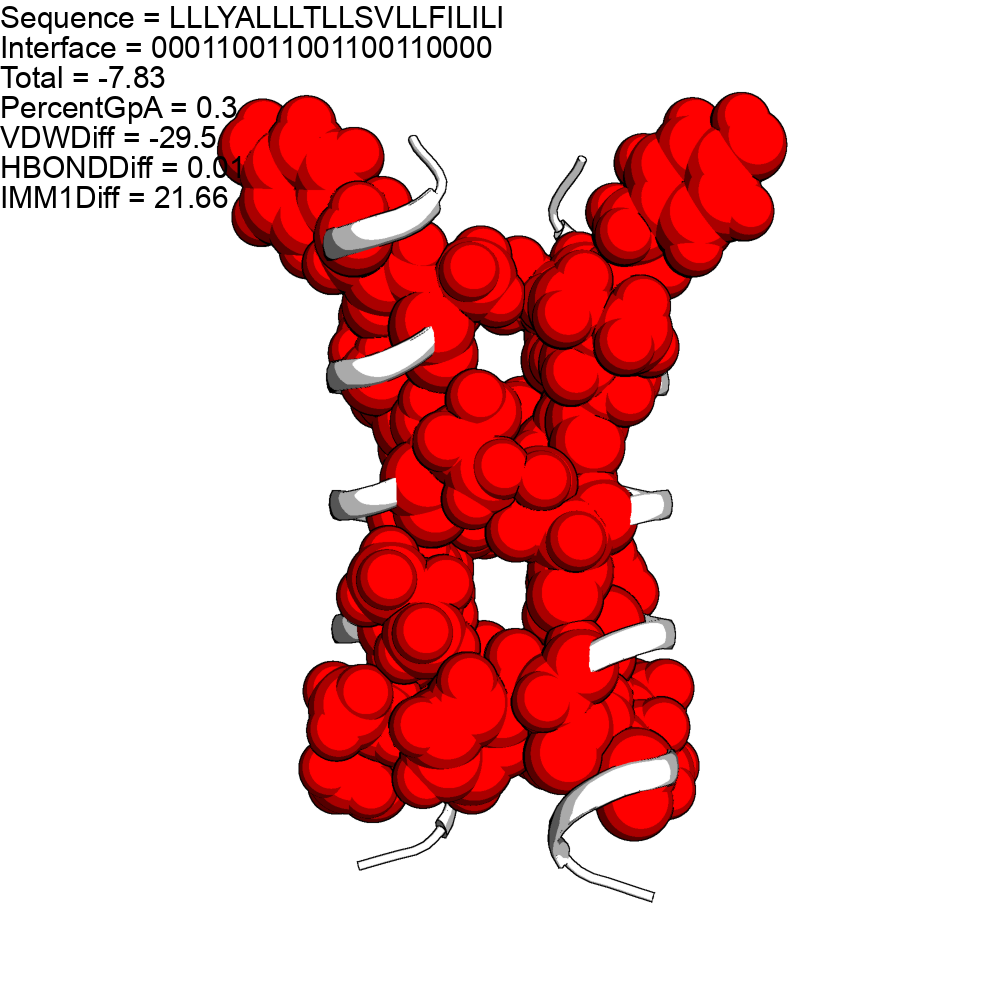 Sequence = LLLYALLLTLLSVLLFILILI
Interface = 000110011001100110000
Total = -7.83
PercentGpA = 0.3
VDWDiff = -29.5
HBONDDiff = 0.01
IMM1Diff = 21.66